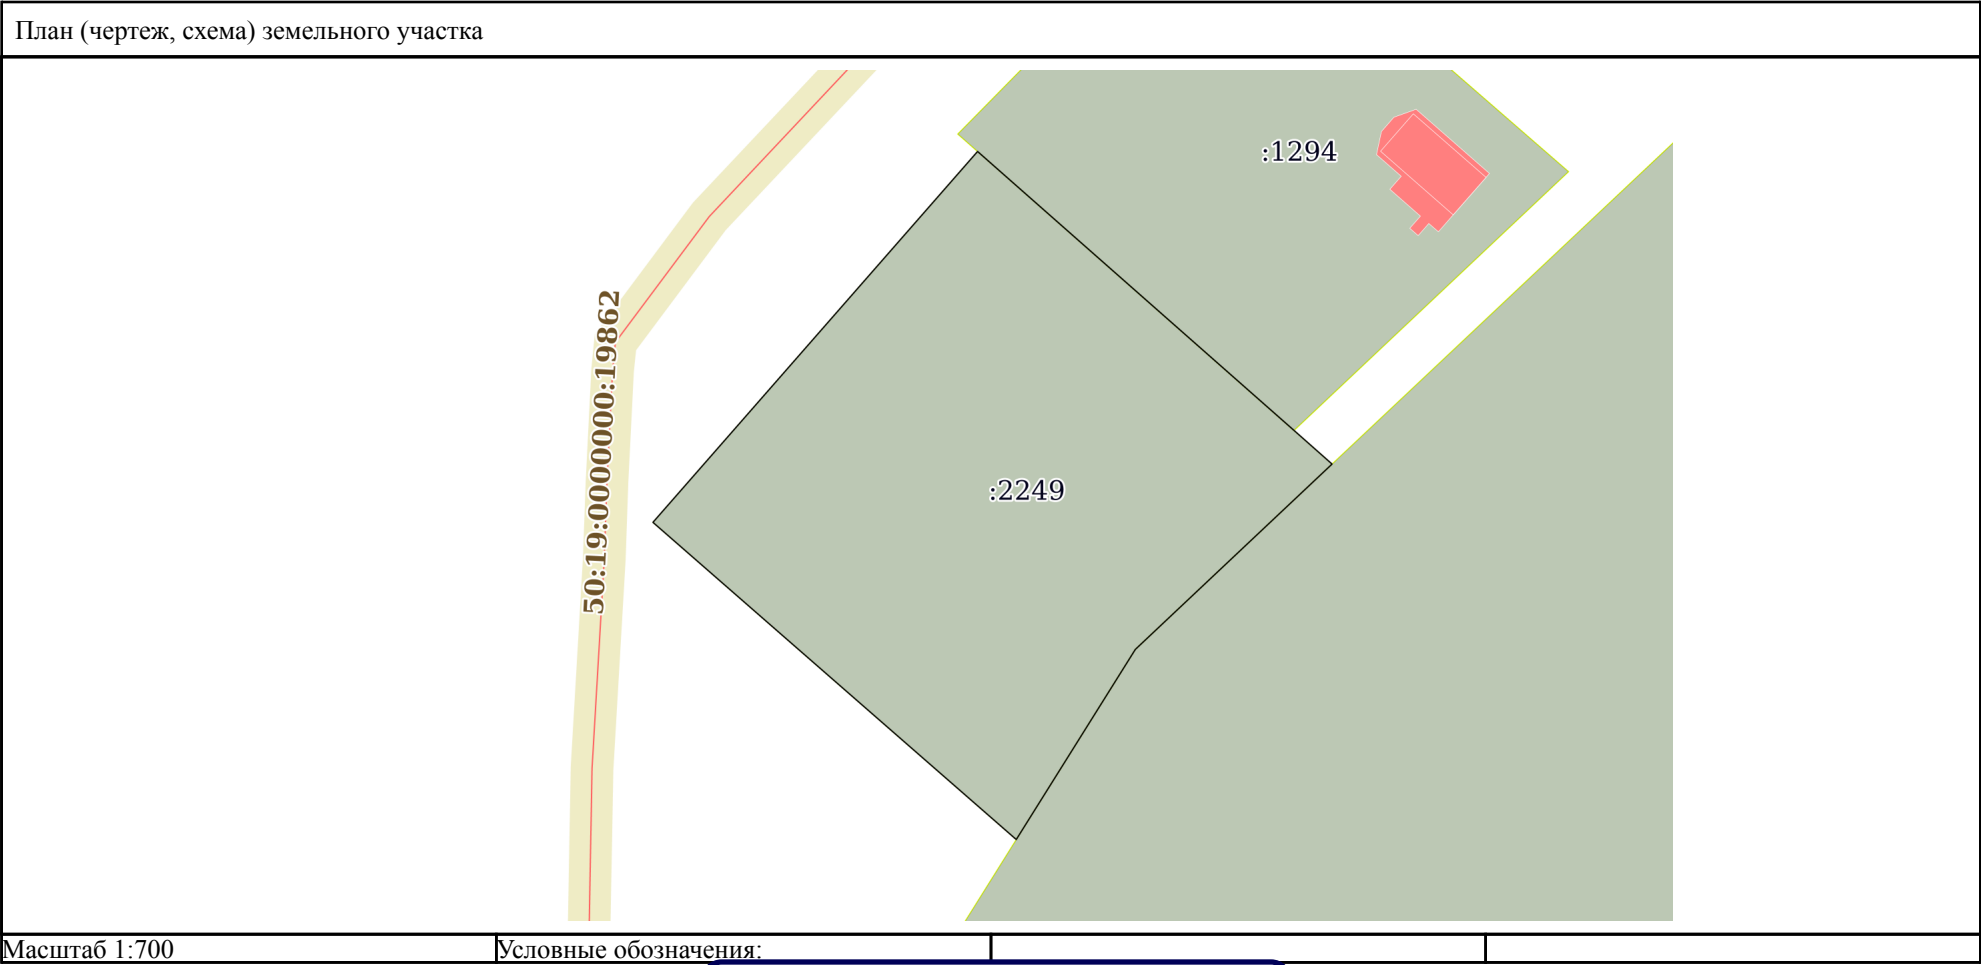 План (чертеж, схема) земельного участка
:1294
50:19:0000000:19862
:2249
Масштаб 1:700
Условные обозначения: